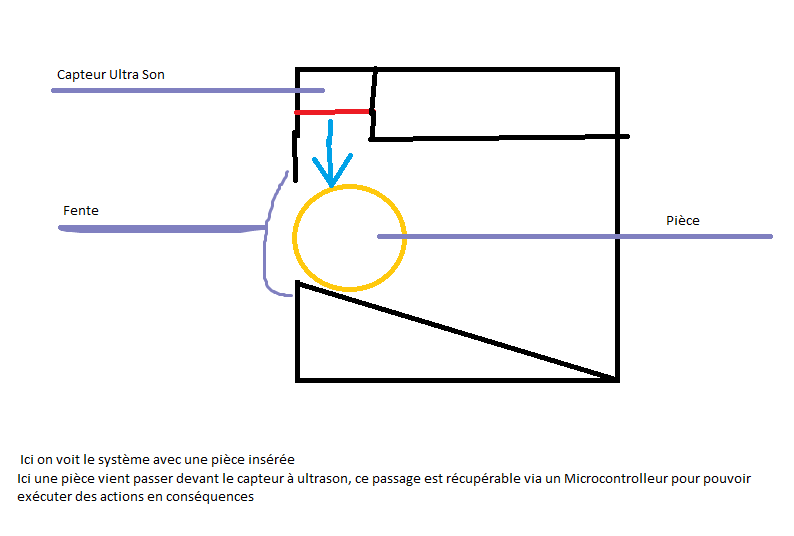 Capteur Ultra Son
Fente
Pièce
Ici on voit le système avec une pièce insérée
Ici une pièce vient passer devant le capteur à ultrason, ce passage est récupérable via un Microcontrolleur pour pouvoir
exécuter des actions en conséquences